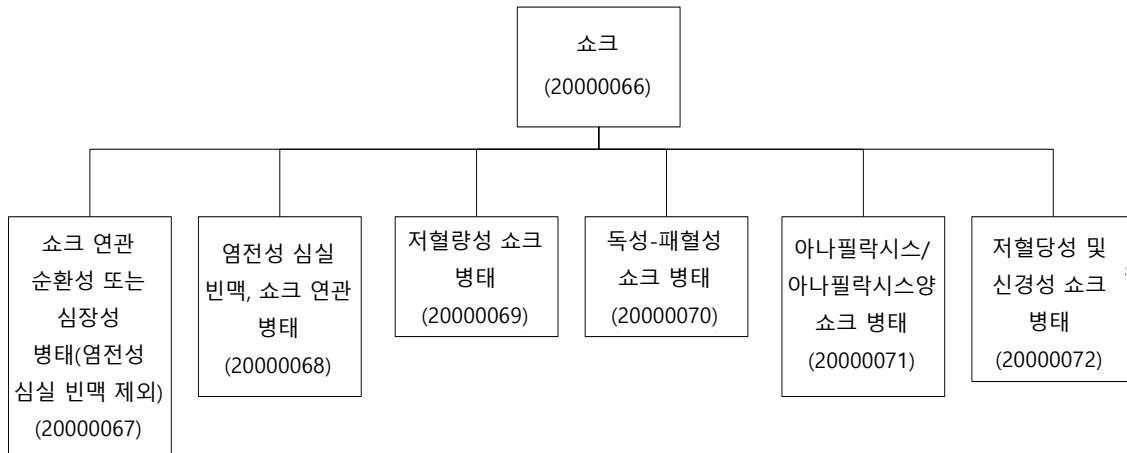 쇼크
(20000066)
쇼크 연관
순환성 또는
심장성
병태(염전성
심실 빈맥 제외)
(20000067)
염전성 심실
빈맥, 쇼크 연관
병태
(20000068)
저혈량성 쇼크
병태
(20000069)
독성-패혈성
쇼크 병태
(20000070)
아나필락시스/
아나필락시스양
쇼크 병태
(20000071)
저혈당성 및
신경성 쇼크
병태
(20000072)